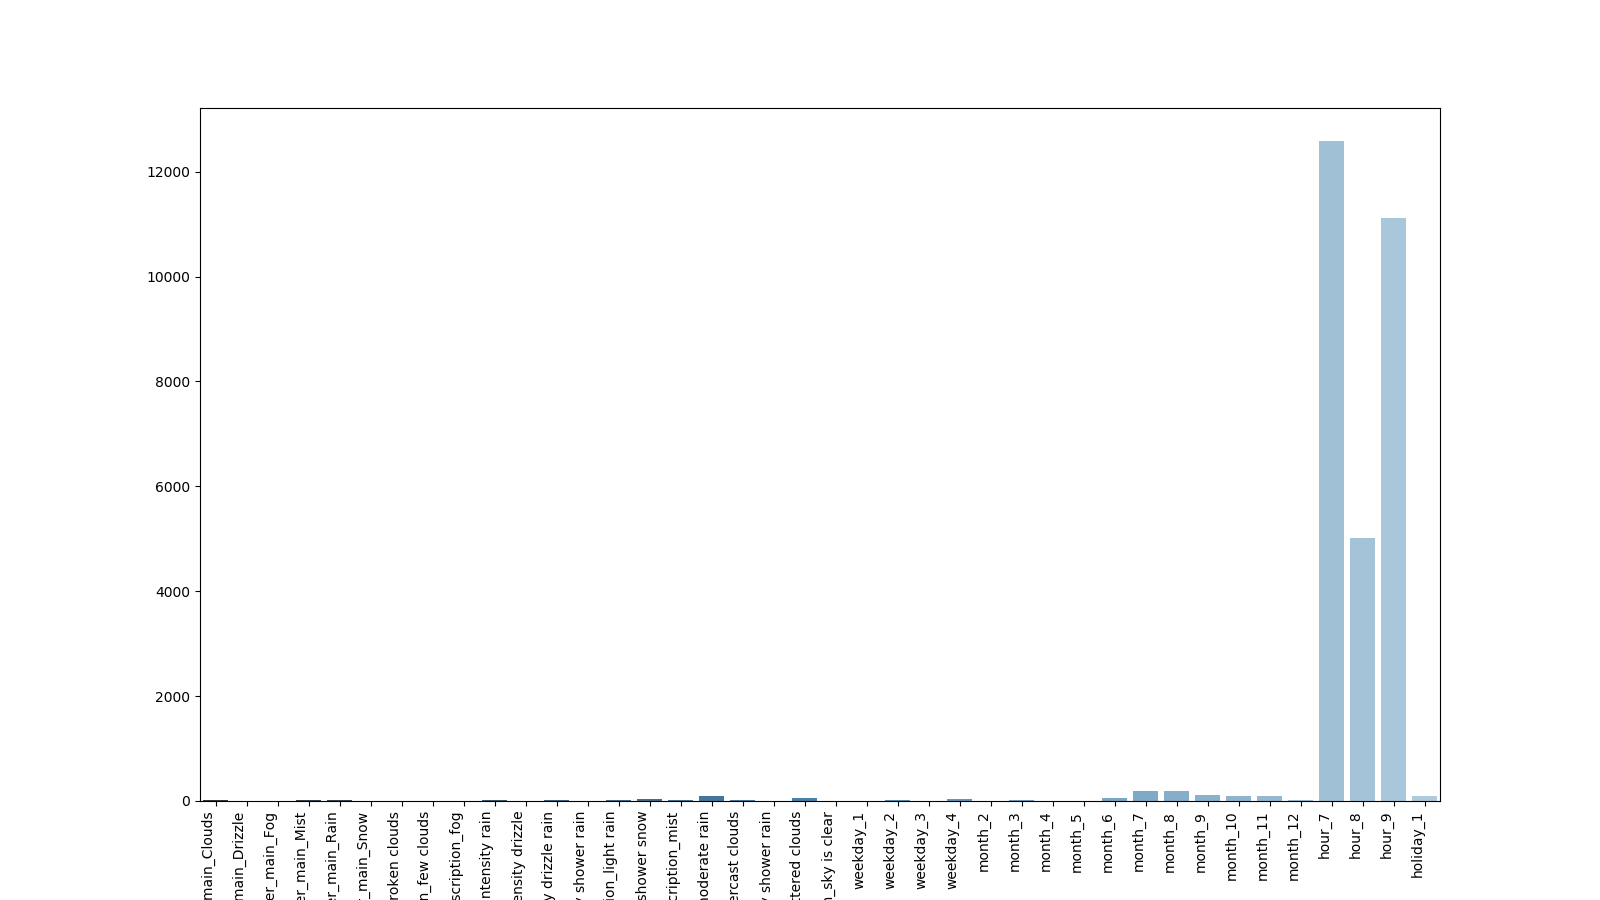 12000
10000
8000
6000
4000
2000
0
main_Clouds
main_Drizzle
er_main_Fog
er_main_Mist
er_main_Rain
_main_Snow
roken clouds
n_few clouds
scription_fog
ntensity rain
ensity drizzle
y drizzle rain
shower rain
ion_light rain
shower snow
cription_mist
noderate rain
ercast clouds
shower rain
ttered clouds
n_sky is clear
weekday_1
weekday_2
weekday_3
weekday_4
month_2
month_3
month_4
month_5
month_6
month_7
month_8
month_9
month_10
month_11
month_12
hour_7
hour_8
hour_9
holiday_1